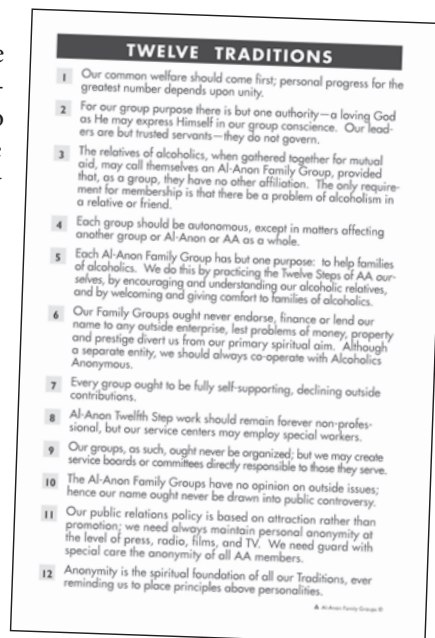 TWELVE TRADITIONS
1 Our common welfare should come first; personal progress for the
greatest number depends upon unity.
2 For our group purpose there is but one authority—a loving God
as He may express Himself in our group conscience. Our lead-
ers are but trusted servants—they do not govern.
3 The relatives of alcoholics, when gathered together for mutual
aid, may call themselves an Al-Anon Family Group, provided
that, as a group, they have no other affiliation. The only require-
ment for membership is that there be a problem of alcoholism in
a relative or friend.
4 Each group should be autonomous, except in matters affecting
another group or Al-Anon or AA as a whole.
5 Each Al-Anon Family Group has but one purpose: to help families
of alcoholics. We do this by practicing the Twelve Steps of AA our-
selves, by encouraging and understanding our alcoholic relatives,
and by welcoming and giving comfort to families of alcoholics.
6 Our Family Groups ought never endorse, finance or lend our
name to any outside enterprise, lest problems of money, property
and prestige divert us from our primary spiritual aim. Although
a separate entity, we should always co-operate with Alcoholics
Anonymous.
7 Every group ought to be fully self-supporting, declining outside
contributions.
8 Al-Anon Twelfth Step work should remain forever non-profes-
sional, but our service centers may employ special workers.
9 Our groups, as such, ought never be organized; but we may create
service boards or committees directly responsible to those they serve.
10 The Al-Anon Family Groups have no opinion on outside issues;
hence our name ought never be drawn into public controversy.
11 Our public relations policy is based on attraction rather than
promotion; we need always maintain personal anonymity at
the level of press, radio, films, and TV. We need guard with
special care the anonymity of all AA members.
12 Anonymity is the spiritual foundation of all our Traditions, ever
reminding us to place principles above personalities.
Al-Anon Family Groups